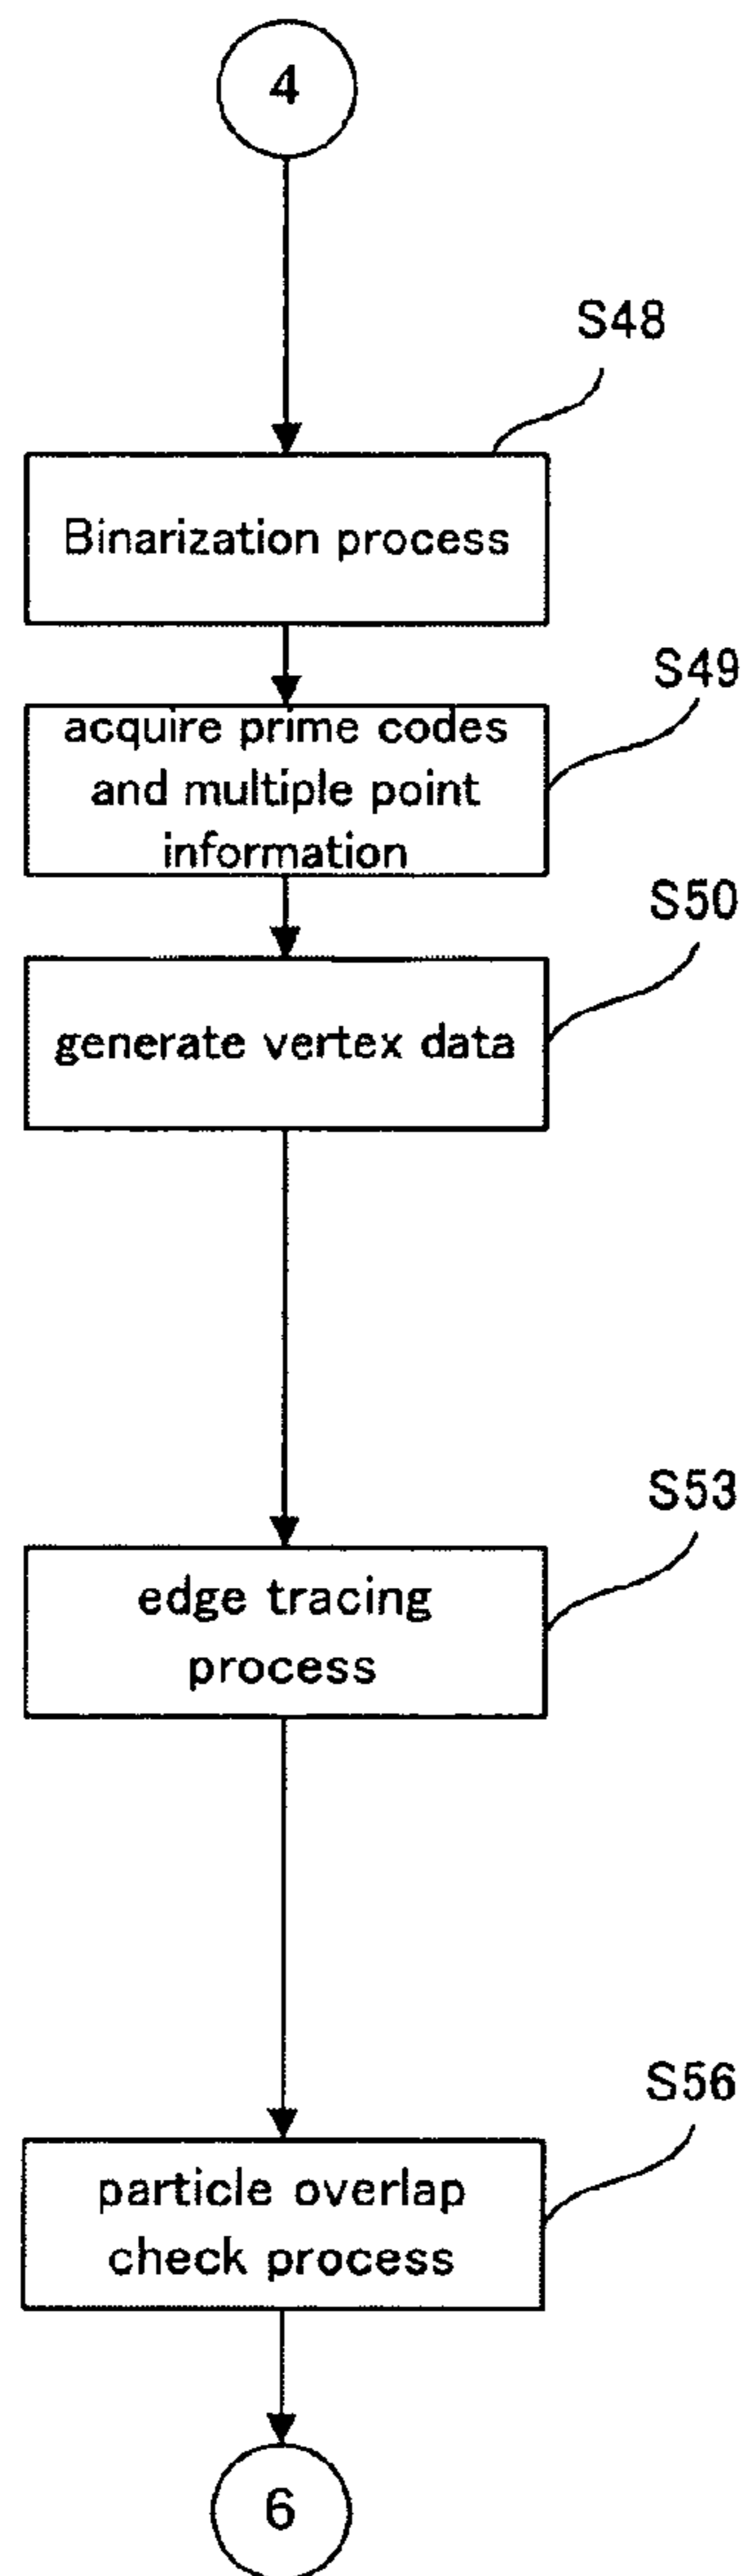 4
S48
Binarization process
S49
acquire prime codes
and multiple point
information
S50
generate vertex data
S53
edge tracing
process
S56
particle overlap
check process
6